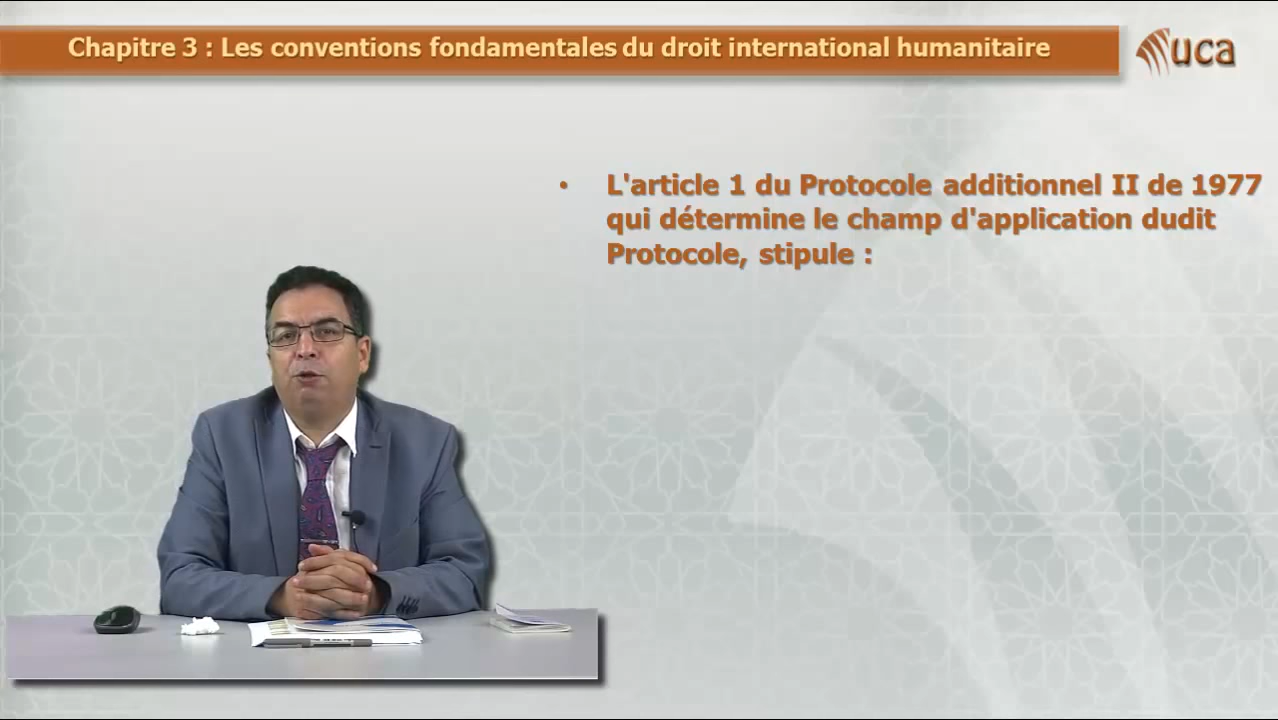 Chapitre 3 : Les conventions fondamentales du droit international humanitaire
uca
• L'article 1 du Protocole additionnel II de 1977
qui détermine le champ d'application dudit
Protocole, stipule :